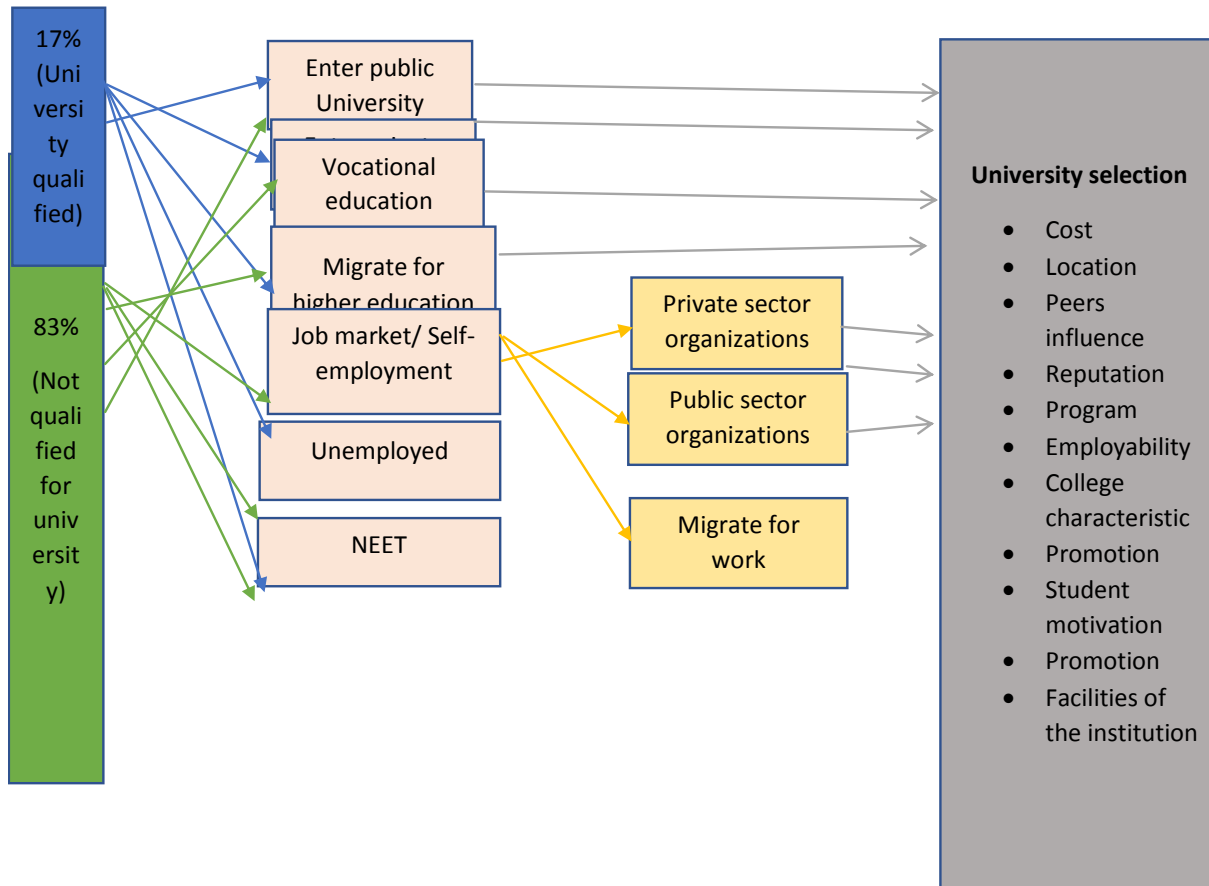 17%
(Uni
versi
ty
quali
fied)
83%
(Not
quali
fied
for
univ
ersit
y)
Enter public
University
Vocational
education
Migrate for
higher education
Job market/ Self-
employment
Unemployed
NEET
Private sector
organizations
Public sector
organizations
Migrate for
work
University selection
• Cost
• Location
• Peers
influence
• Reputation
• Program
• Employability
• College
characteristic
• Promotion
• Student
motivation
• Promotion
• Facilities of
the institution